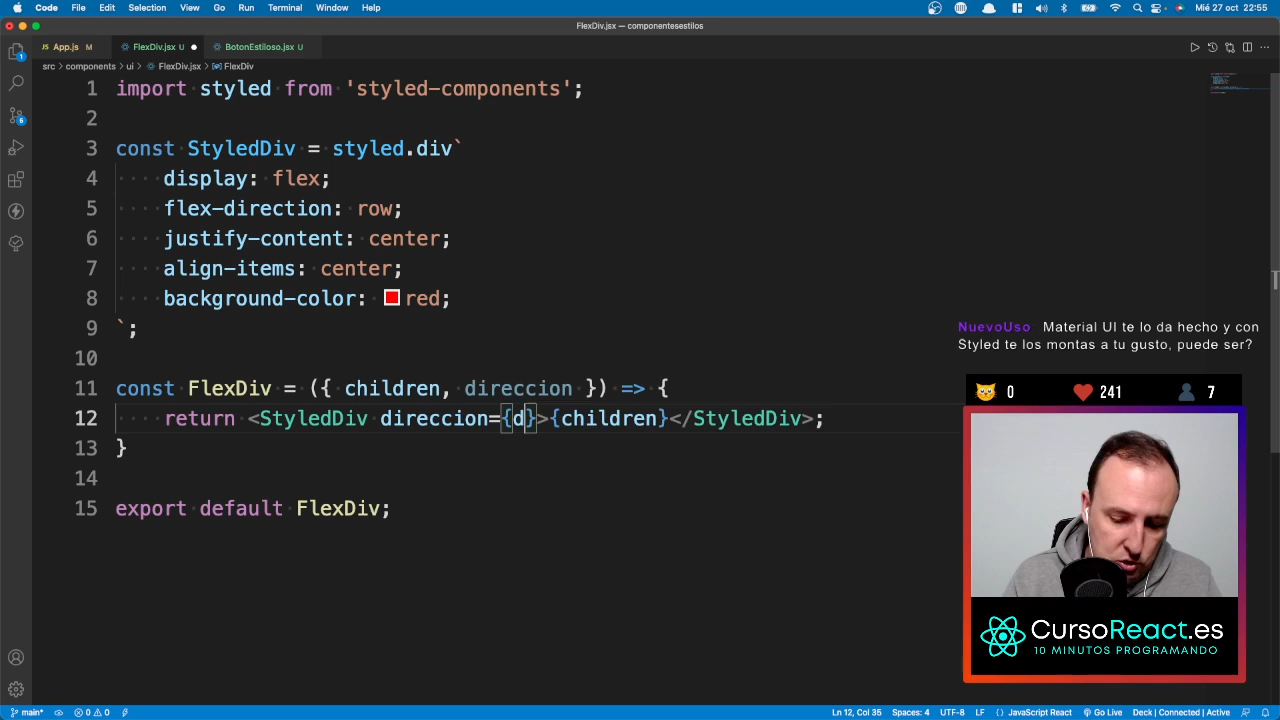 Code File Edit Selection View Go Run Terminal Window Help Mié 27 oct 22:55
FlexDiv.jsx — componentesestilos
App.js M FlexDiv.jsx U BotonEstiloso.jsx U
src > components > ui > FlexDiv.jsx > FlexDiv
1 import styled from 'styled-components';
2
3 const StyledDiv = styled.div`
4 display: flex;
5 flex-direction: row;
6 justify-content: center;
7 align-items: center;
8 background-color: red;
9 `;
10
11 const FlexDiv = ({ children, direccion }) => {
12 return <StyledDiv direccion={d}>{children}</StyledDiv>;
13 }
14
15 export default FlexDiv;
NuevoUso Material UI te lo da hecho y con
Styled te los montas a tu gusto, puede ser?
0 241 7
CursoReact.es
10 MINUTOS PROGRAMANDO
main* 0 0 Ln 12, Col 35 Spaces: 4 UTF-8 LF JavaScript React Go Live Deck | Connected | Active